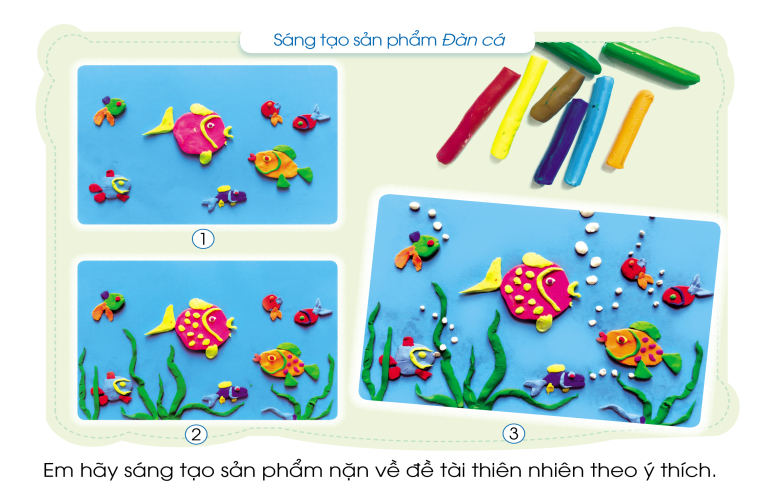 Sáng tạo sản phẩm Đàn cá
1
2
3
Em hãy sáng tạo sản phẩm nặn về đề tài thiên nhiên theo ý thích.